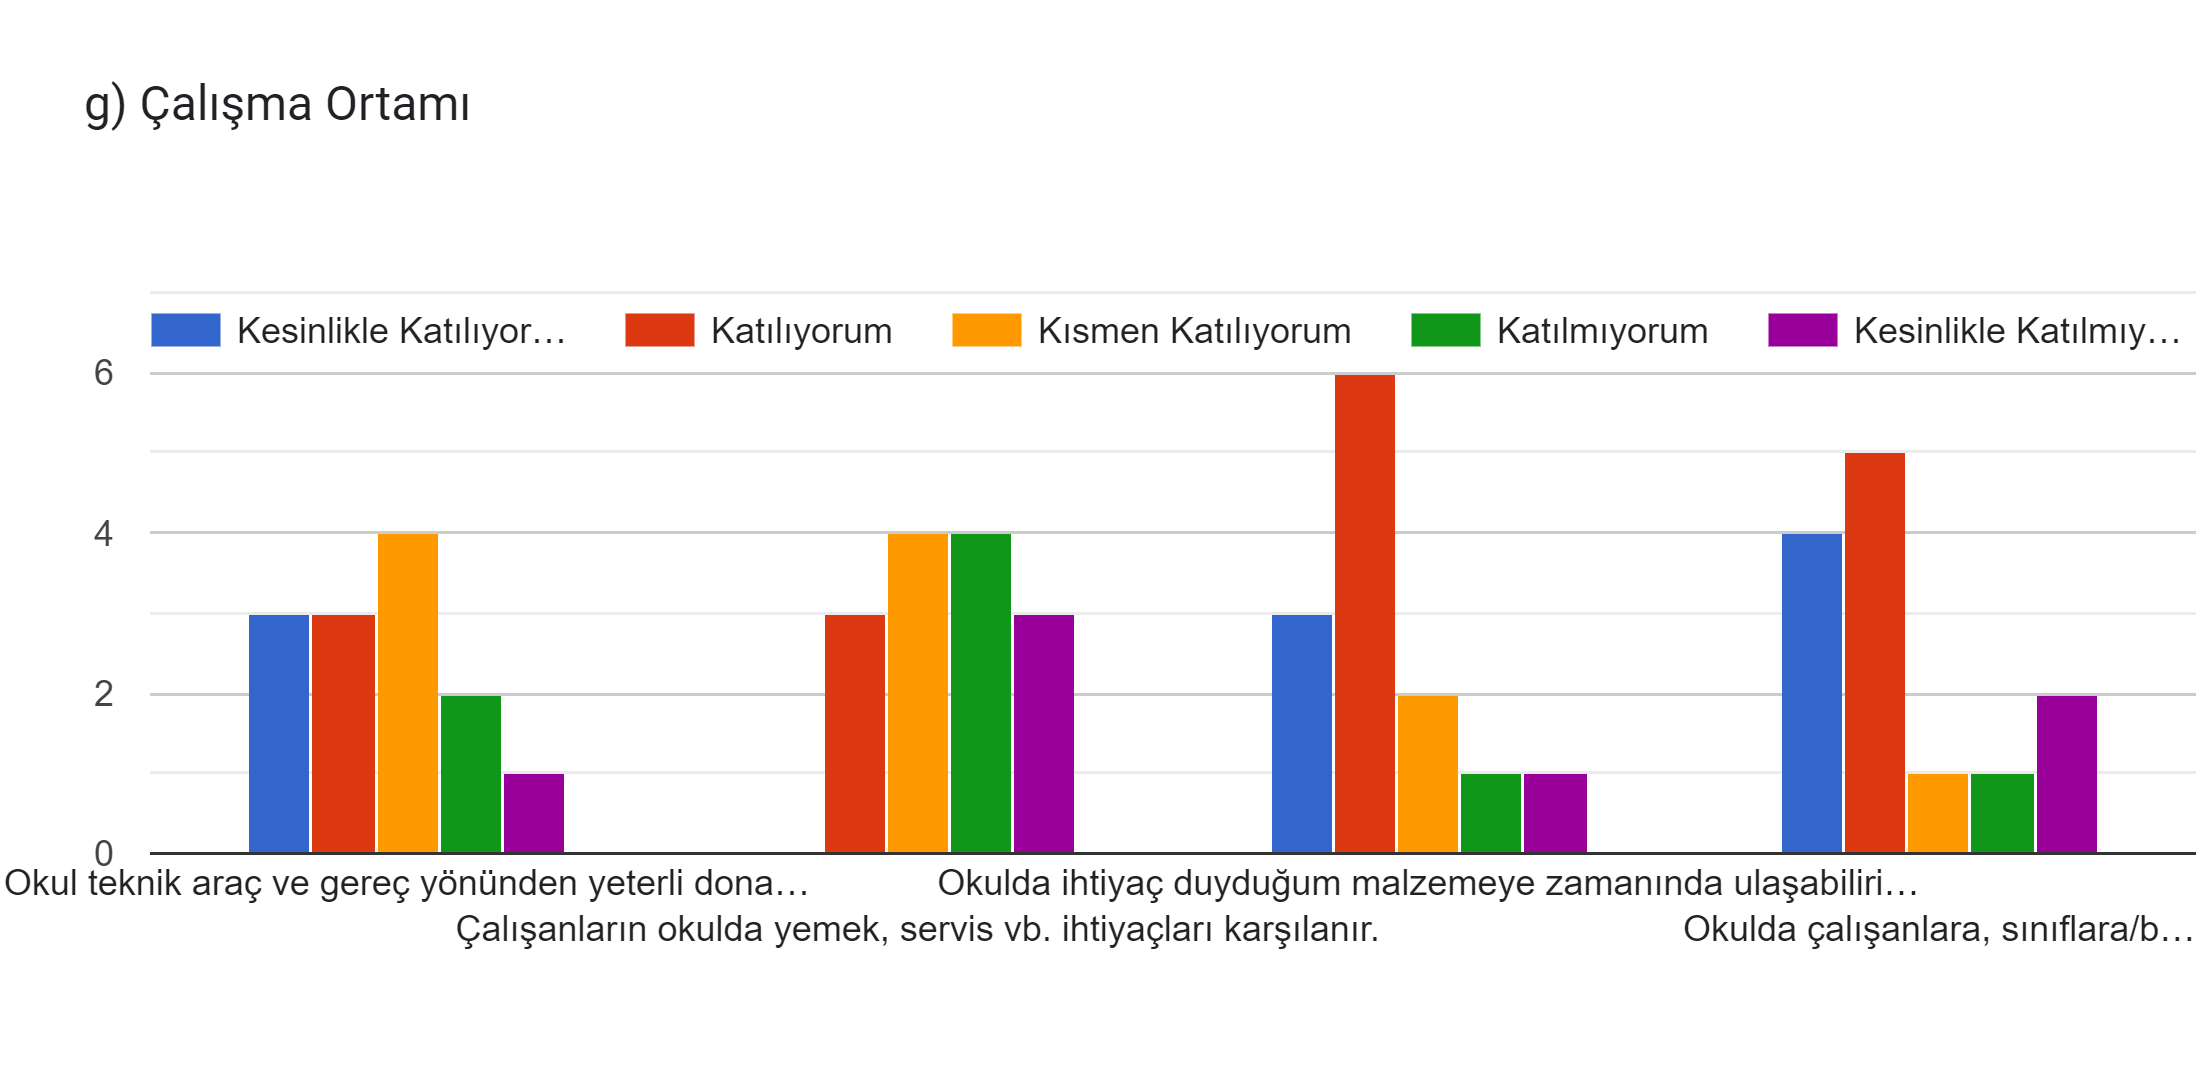 g) Çalışma Ortamı
Kesinlikle Katılıyor…
Katılıyorum
Kısmen Katılıyorum
Katılmıyorum
Kesinlikle Katılmıy…
6
4
2
0
Okul teknik araç ve gereç yönünden yeterli dona…
Çalışanların okulda yemek, servis vb. ihtiyaçları karşılanır.
Okulda ihtiyaç duyduğum malzemeye zamanında ulaşabiliri…
Okulda çalışanlara, sınıflara/b…